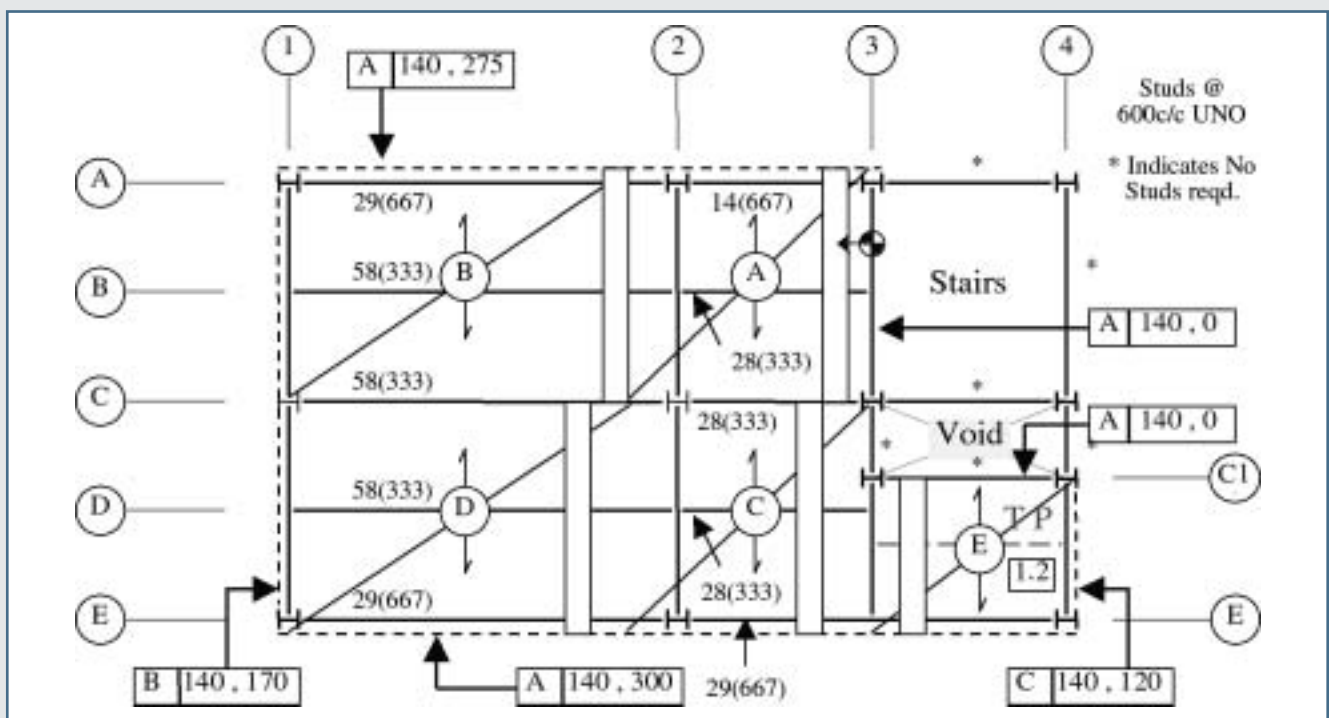 1
2
3
4
A 140 , 275
Studs @
600c/c UNO
* Indicates No
Studs reqd.
*
A
29(667)
14(667)
B
58(333)
B
A
Stairs
*
A 140 , 0
28(333)
C
58(333)
*
28(333)
Void
*
*
*
A 140 , 0
C1
D
58(333)
D
C
T P
E
1.2
28(333)
E
29(667)
E
B 140 , 170
A 140 , 300
29(667)
C 140 , 120